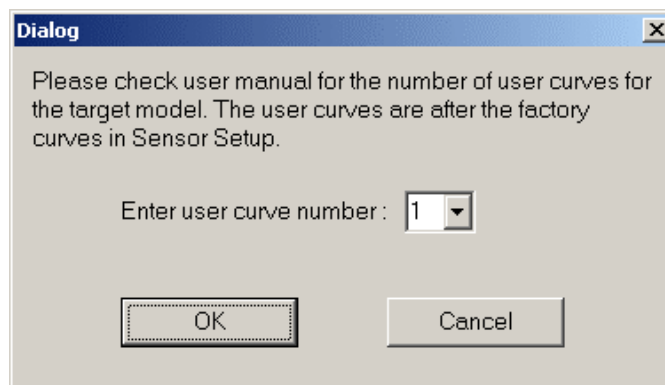 Dialog
Please check user manual for the number of user curves for
the target model. The user curves are after the factory
curves in Sensor Setup.
Enter user curve number : 1
OK Cancel